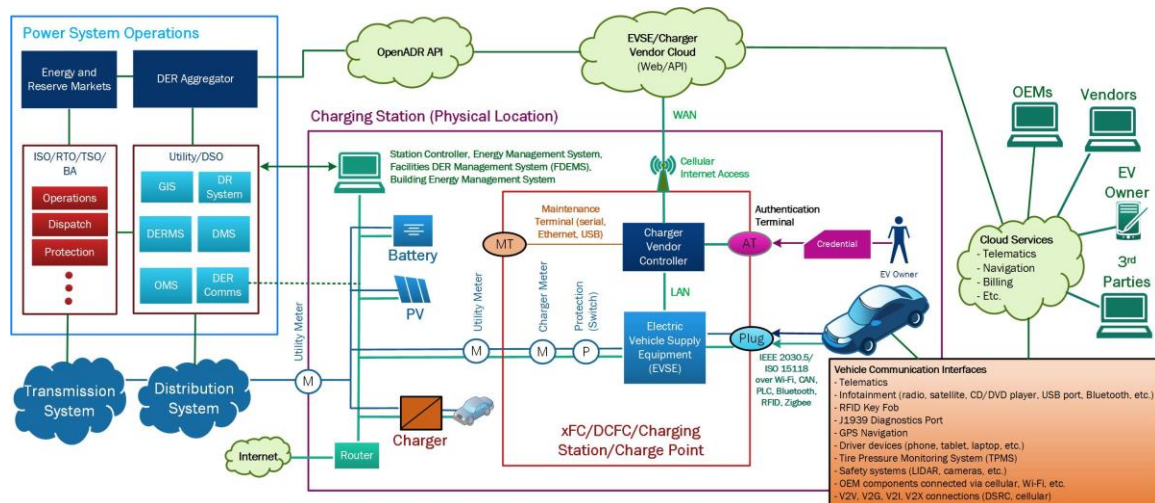 Power System Operations
Energy and
Reserve Markets
DER Aggregator
ISO/RTO/TSO/
BA
Operations
Dispatch
Protection
Utility/DSO
GIS
DR
System
DERMS
DMS
OMS
DER
Comms
Transmission
System
Distribution
System
OpenADR API
EVSE/Charger
Vendor Cloud
(Web/API)
WAN
Charging Station (Physical Location)
Station Controller, Energy Management System,
Facilities DER Management System (FDEMS),
Building Energy Management System
Cellular
Internet Access
Battery
PV
Utility Meter
M
Charger
Router
Internet
Maintenance
Terminal (serial,
Ethernet, USB)
MT
Charger
Vendor
Controller
Authentication
Terminal
AT
Credential
EV Owner
LAN
Utility Meter
M
Charger Meter
M
Protection
(Switch)
P
Electric
Vehicle Supply
Equipment
(EVSE)
Plug
IEEE 2030.5/
ISO 15118
over Wi-Fi, CAN,
PLC, Bluetooth,
RFID, Zigbee
xFC/DCFC/Charging
Station/Charge Point
OEMs
Vendors
EV
Owner
3rd
Parties
Cloud Services
- Telematics
- Navigation
- Billing
- Etc.
Vehicle Communication Interfaces
- Telematics
- Infotainment (radio, satellite, CD/DVD player, USB port, Bluetooth, etc.)
- RFID Key Fob
- J1939 Diagnostics Port
- GPS Navigation
- Driver devices (phone, tablet, laptop, etc.)
- Tire Pressure Monitoring System (TPMS)
- Safety systems (LIDAR, cameras, etc.)
- OEM components connected via cellular, Wi-Fi, etc.
- V2V, V2G, V2I, V2X connections (DSRC, cellular)